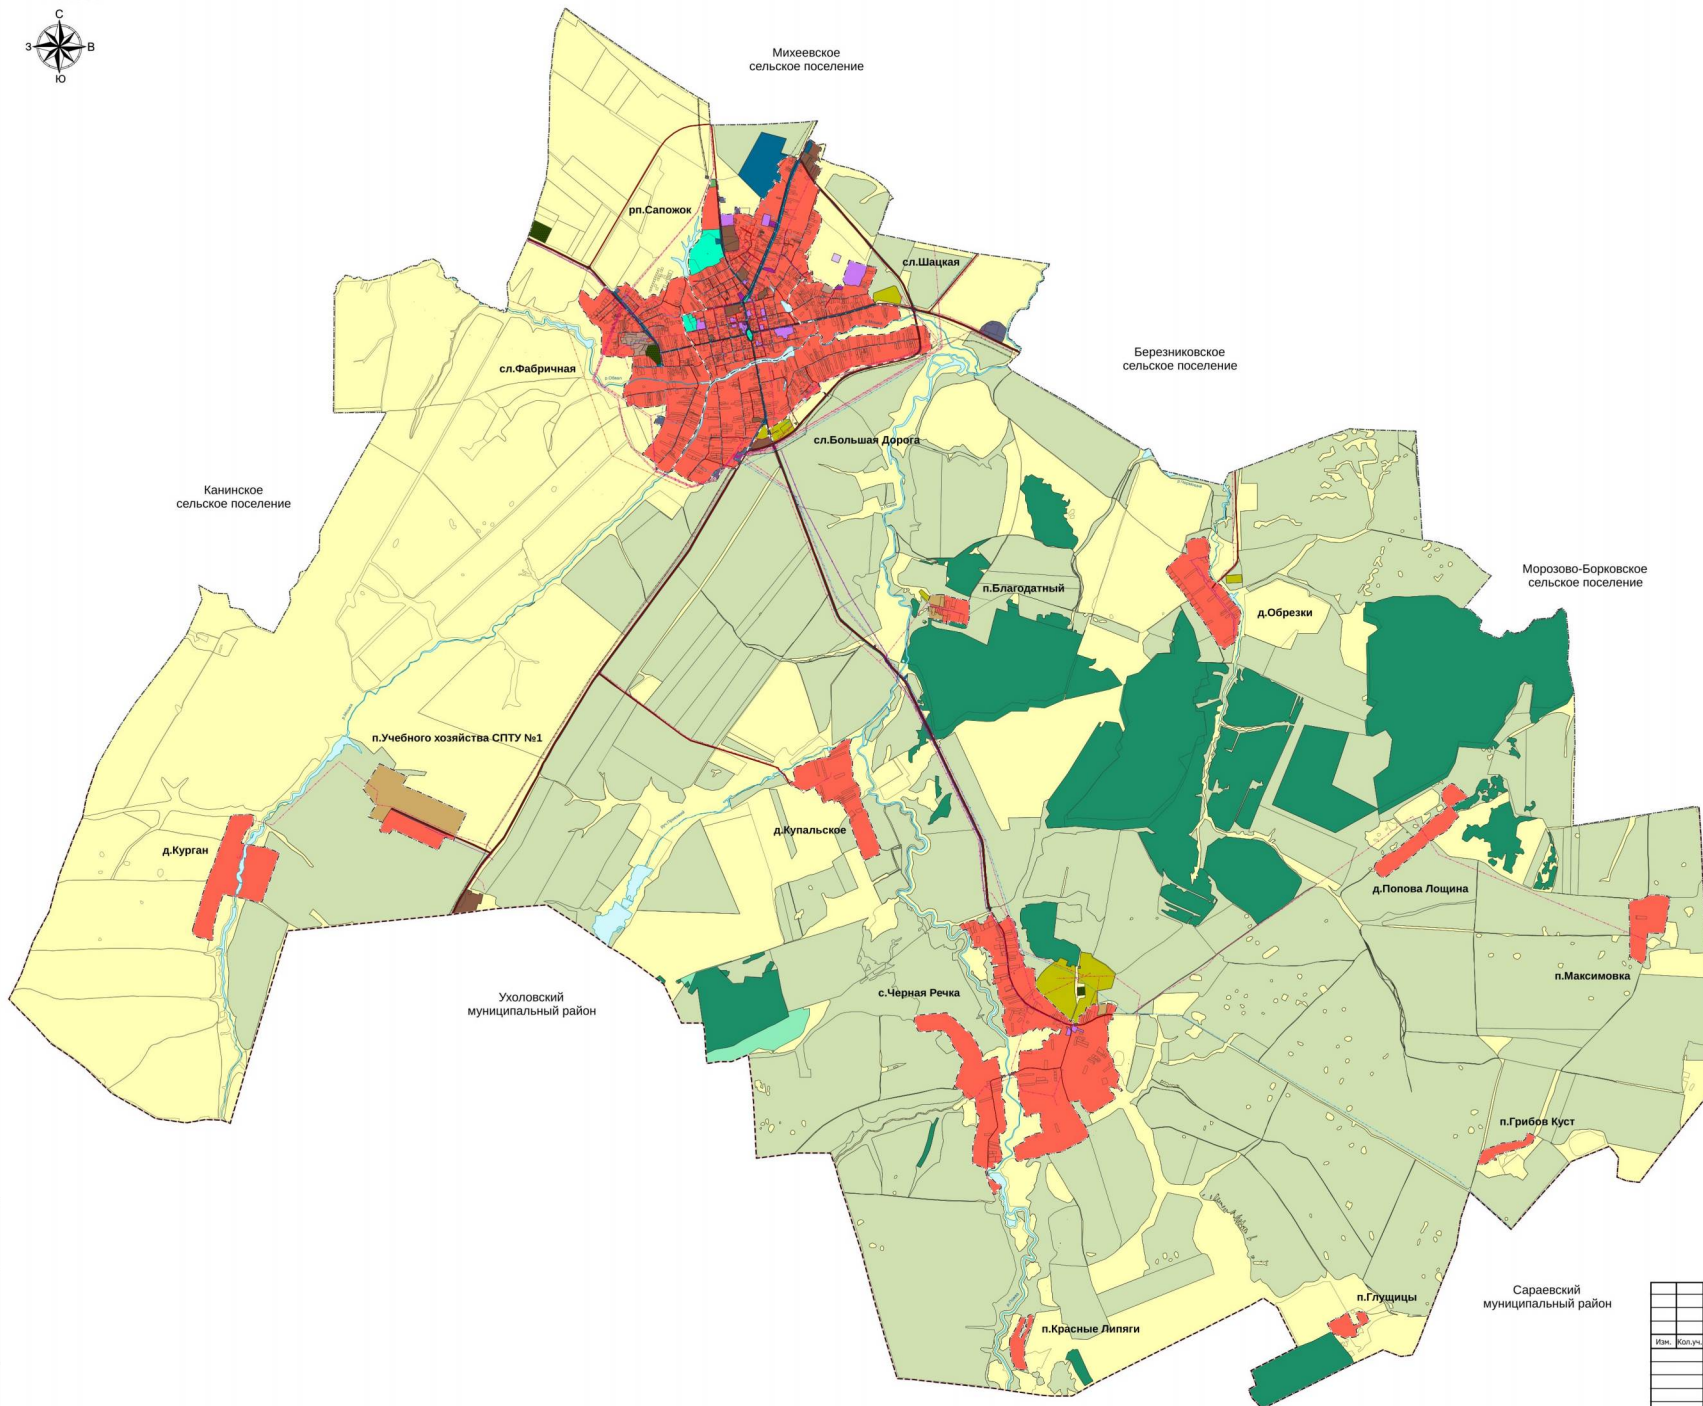 С
З
В
Ю
Михеевское
сельское поселение
рп.Сапожок
сл.Шацкая
Березниковское
сельское поселение
сл.Фабричная
сл.Большая Дорога
Канинское
сельское поселение
Морозово-Борковское
сельское поселение
п.Благодатный
д.Обрезки
п.Учебного хозяйства СПТУ №1
д.Купальское
д.Курган
д.Попова Лощина
п.Максимовка
с.Черная Речка
Ухоловский
муниципальный район
п.Грибов Куст
Сараевский
муниципальный район
п.Глущицы
п.Красные Липяги
Изм.
Кол.уч.